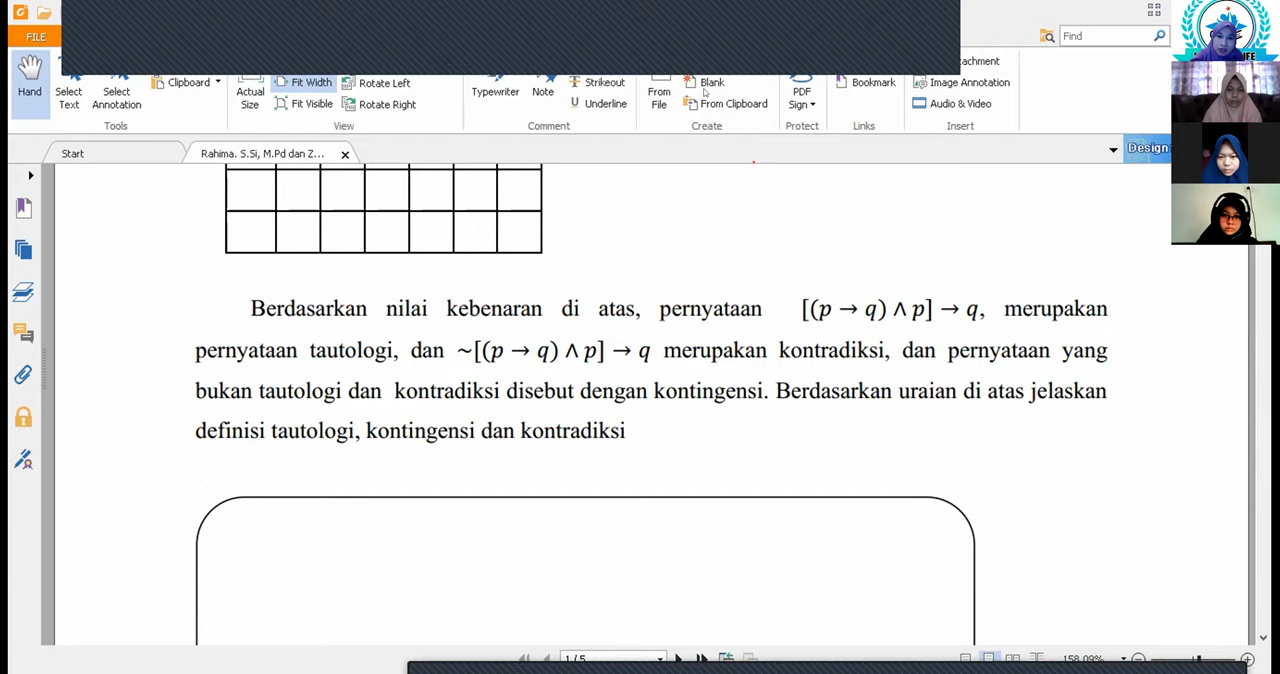 FILE
Find
Hand
Select
Text
Select
Annotation
Clipboard
Actual
Size
Fit Width
Fit Visible
Rotate Left
Rotate Right
Typewriter
Note
Strikeout
Underline
From
File
Blank
From Clipboard
PDF
Sign
Bookmark
Image Annotation
Audio & Video
Tools
View
Comment
Create
Protect
Links
Insert
Start
Rahima. S.Si, M.Pd dan Z...
Design
Berdasarkan nilai kebenaran di atas, pernyataan [(p → q) ∧ p] → q, merupakan
pernyataan tautologi, dan ~[(p → q) ∧ p] → q merupakan kontradiksi, dan pernyataan yang
bukan tautologi dan kontradiksi disebut dengan kontingensi. Berdasarkan uraian di atas jelaskan
definisi tautologi, kontingensi dan kontradiksi
1 / 5
158.09%